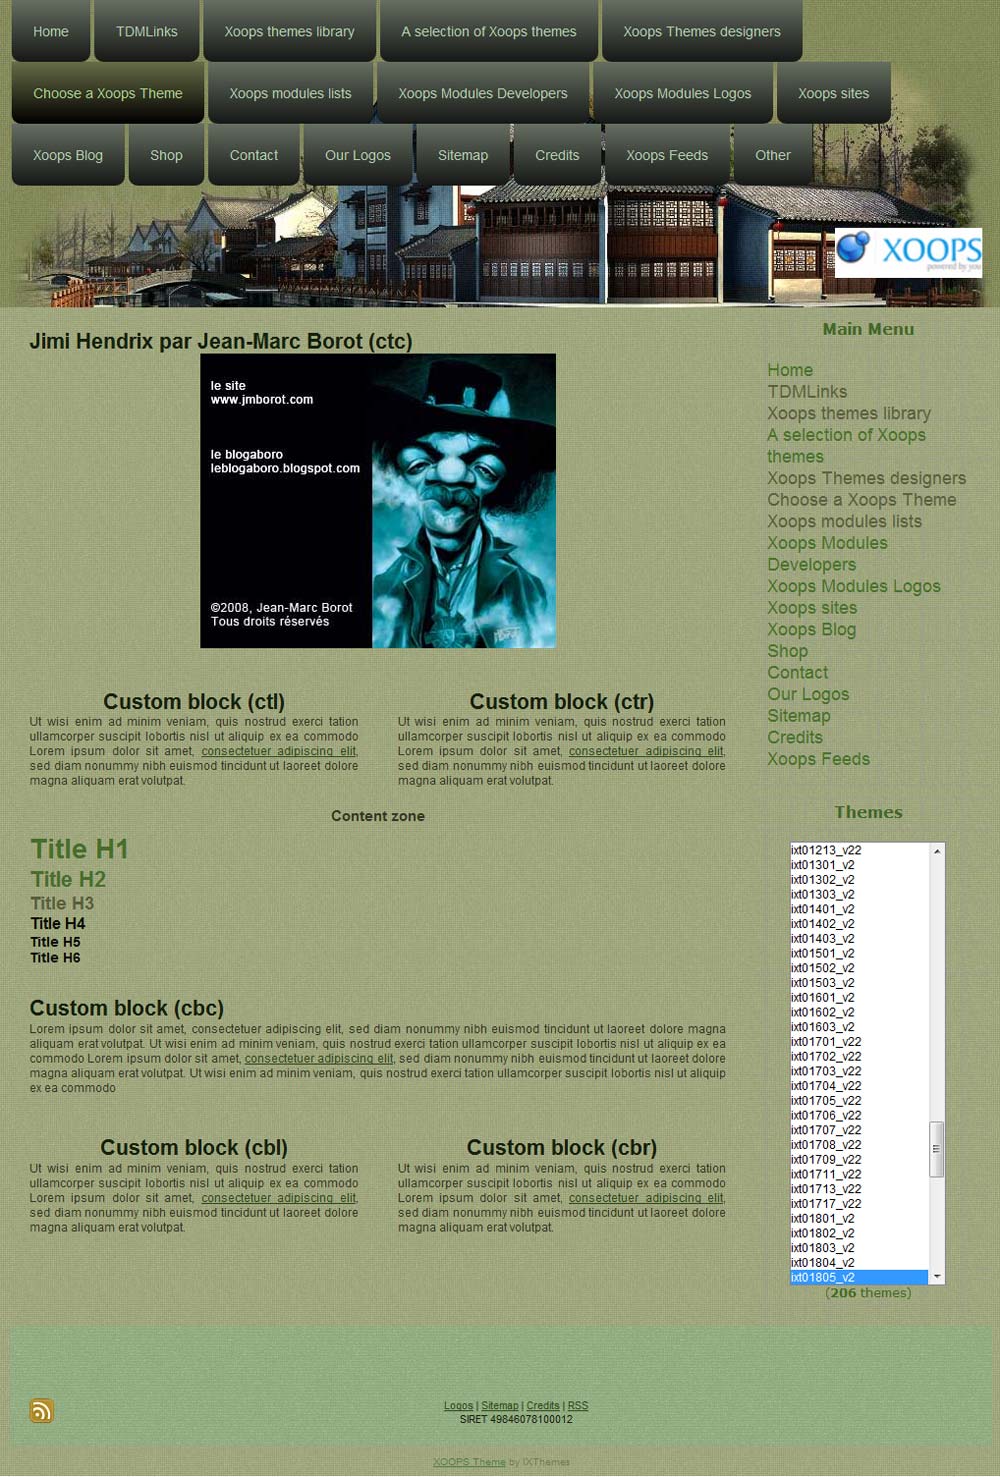 Home TDMLinks Xoops themes library A selection of Xoops themes Xoops Themes designers
Choose a Xoops Theme Xoops modules lists Xoops Modules Developers Xoops Modules Logos Xoops sites
Xoops Blog Shop Contact Our Logos Sitemap Credits Xoops Feeds Other
XOOPS
powered by you
Jimi Hendrix par Jean-Marc Borot (ctc)
le site
www.jmborot.com
le blogaboro
leblogaboro.blogspot.com
©2008, Jean-Marc Borot
Tous droits réservés
Custom block (ctl)
Ut wisi enim ad minim veniam, quis nostrud exerci tation
ullamcorper suscipit lobortis nisl ut aliquip ex ea commodo
Lorem ipsum dolor sit amet, consectetuer adipiscing elit,
sed diam nonummy nibh euismod tincidunt ut laoreet dolore
magna aliquam erat volutpat.
Custom block (ctr)
Ut wisi enim ad minim veniam, quis nostrud exerci tation
ullamcorper suscipit lobortis nisl ut aliquip ex ea commodo
Lorem ipsum dolor sit amet, consectetuer adipiscing elit,
sed diam nonummy nibh euismod tincidunt ut laoreet dolore
magna aliquam erat volutpat.
Content zone
Title H1
Title H2
Title H3
Title H4
Title H5
Title H6
Custom block (cbc)
Lorem ipsum dolor sit amet, consectetuer adipiscing elit, sed diam nonummy nibh euismod tincidunt ut laoreet dolore magna
aliquam erat volutpat. Ut wisi enim ad minim veniam, quis nostrud exerci tation ullamcorper suscipit lobortis nisl ut aliquip ex ea
commodo Lorem ipsum dolor sit amet, consectetuer adipiscing elit, sed diam nonummy nibh euismod tincidunt ut laoreet dolore
magna aliquam erat volutpat. Ut wisi enim ad minim veniam, quis nostrud exerci tation ullamcorper suscipit lobortis nisl ut aliquip
ex ea commodo
Custom block (cbl)
Ut wisi enim ad minim veniam, quis nostrud exerci tation
ullamcorper suscipit lobortis nisl ut aliquip ex ea commodo
Lorem ipsum dolor sit amet, consectetuer adipiscing elit,
sed diam nonummy nibh euismod tincidunt ut laoreet dolore
magna aliquam erat volutpat.
Custom block (cbr)
Ut wisi enim ad minim veniam, quis nostrud exerci tation
ullamcorper suscipit lobortis nisl ut aliquip ex ea commodo
Lorem ipsum dolor sit amet, consectetuer adipiscing elit,
sed diam nonummy nibh euismod tincidunt ut laoreet dolore
magna aliquam erat volutpat.
Main Menu
Home
TDMLinks
Xoops themes library
A selection of Xoops
themes
Xoops Themes designers
Choose a Xoops Theme
Xoops modules lists
Xoops Modules
Developers
Xoops Modules Logos
Xoops sites
Xoops Blog
Shop
Contact
Our Logos
Sitemap
Credits
Xoops Feeds
Themes
ixt01213_v22
ixt01301_v2
ixt01302_v2
ixt01303_v2
ixt01401_v2
ixt01402_v2
ixt01403_v2
ixt01501_v2
ixt01502_v2
ixt01503_v2
ixt01601_v2
ixt01602_v2
ixt01603_v2
ixt01701_v22
ixt01702_v22
ixt01703_v22
ixt01704_v22
ixt01705_v22
ixt01706_v22
ixt01707_v22
ixt01708_v22
ixt01709_v22
ixt01711_v22
ixt01713_v22
ixt01717_v22
ixt01801_v2
ixt01802_v2
ixt01803_v2
ixt01804_v2
ixt01805_v2
(206 themes)
Logos | Sitemap | Credits | RSS
SIRET 49846078100012
XOOPS Theme by IXThemes